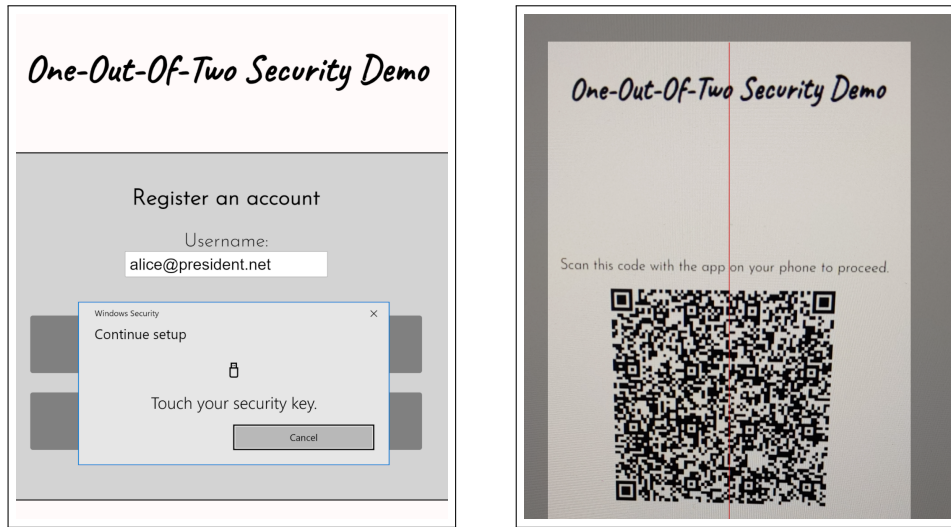 One-Out-Of-Two Security Demo
Register an account
Username:
alice@president.net
Windows Security
Continue setup
Touch your security key.
Cancel
One-Out-Of-Two Security Demo
Scan this code with the app on your phone to proceed.